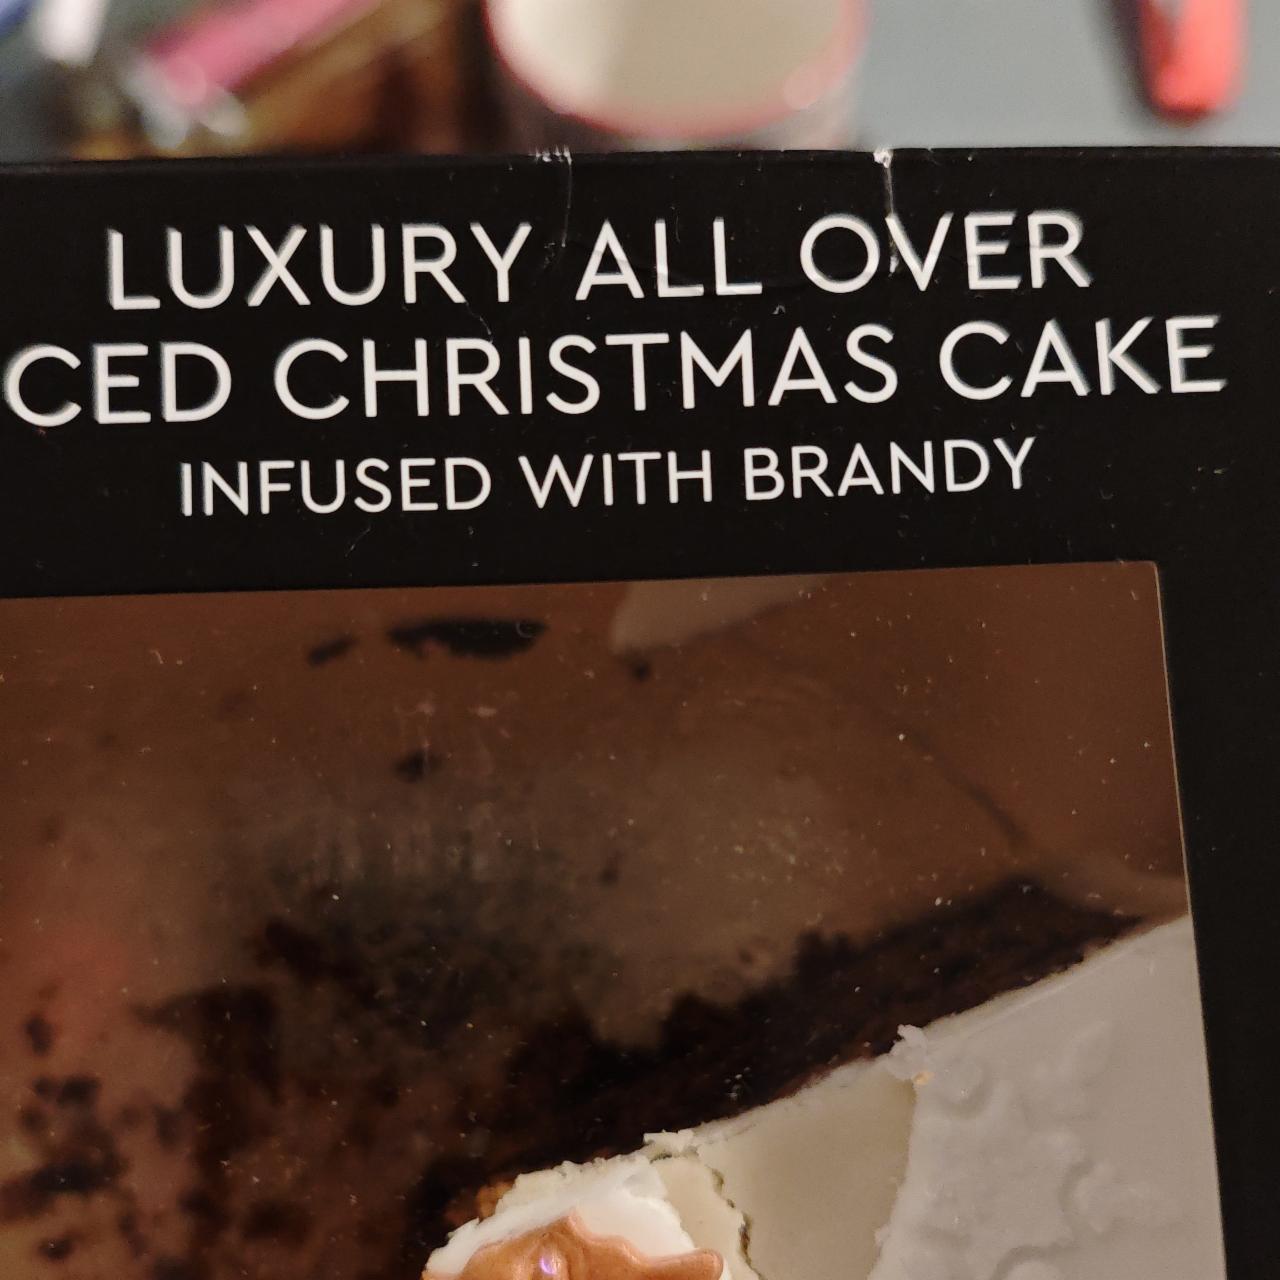 LUXURY ALL OVER
CED CHRISTMAS CAKE
INFUSED WITH BRANDY